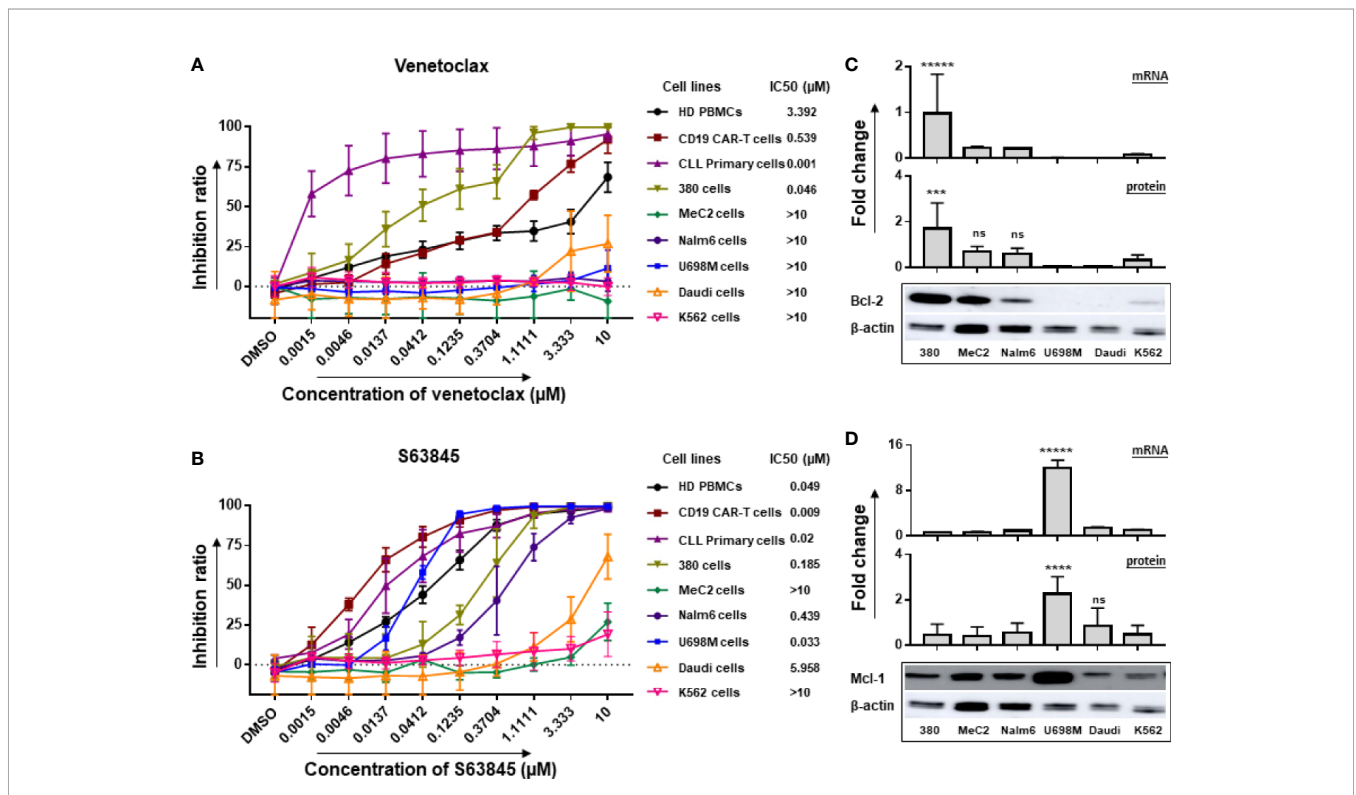 A
Venetoclax
Inhibition ratio
100
75
50
25
0
DMSO
0.0015
0.0046
0.0137
0.0412
0.1235
0.3704
1.1111
3.333
10
Concentration of venetoclax (µM)
Cell lines IC50 (µM)
HD PBMCs 3.392
CD19 CAR-T cells 0.539
CLL Primary cells 0.001
380 cells 0.046
MeC2 cells >10
Nalm6 cells >10
U698M cells >10
Daudi cells >10
K562 cells >10
B
S63845
Inhibition ratio
100
75
50
25
0
DMSO
0.0015
0.0046
0.0137
0.0412
0.1235
0.3704
1.1111
3.333
10
Concentration of S63845 (µM)
Cell lines IC50 (µM)
HD PBMCs 0.049
CD19 CAR-T cells 0.009
CLL Primary cells 0.02
380 cells 0.185
MeC2 cells >10
Nalm6 cells 0.439
U698M cells 0.033
Daudi cells 5.958
K562 cells >10
C
Fold change
2
1
0
*****
mRNA
4
2
0
***
ns
ns
protein
Bcl-2
β-actin
380 MeC2 Nalm6 U698M Daudi K562
D
Fold change
16
8
0
*****
mRNA
4
2
0
****
ns
protein
Mcl-1
β-actin
380 MeC2 Nalm6 U698M Daudi K562